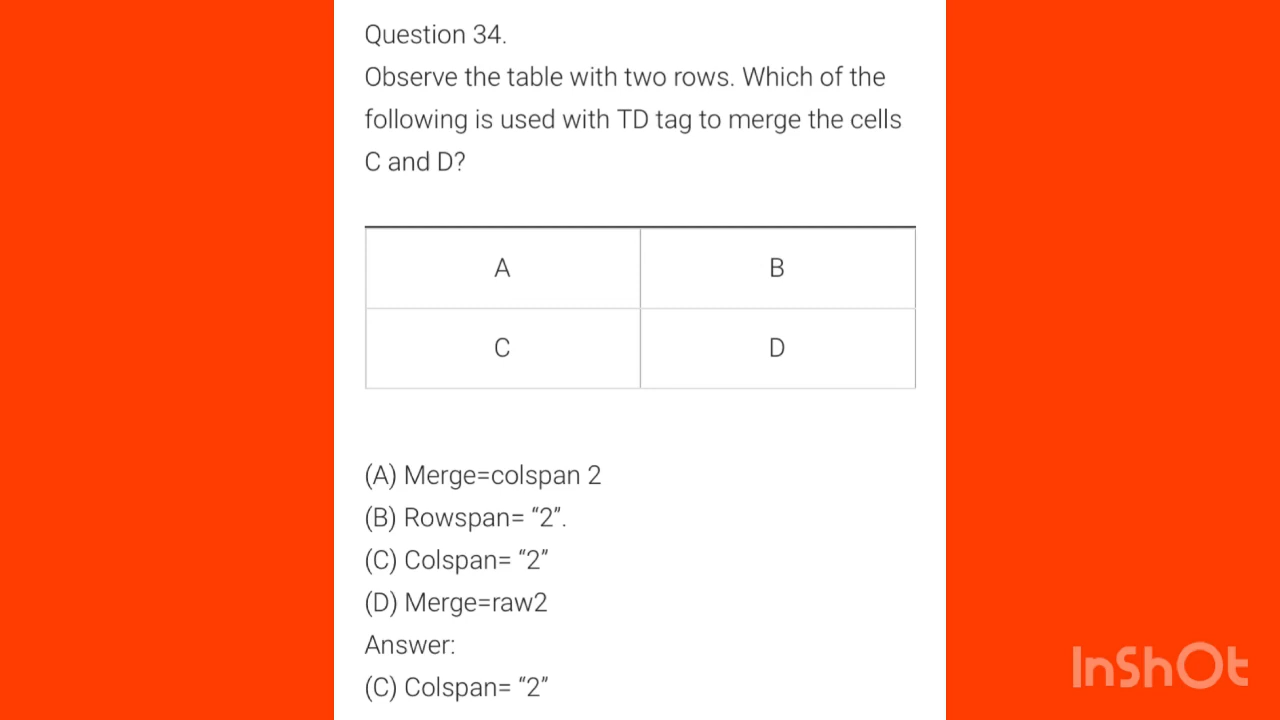 Question 34.
Observe the table with two rows. Which of the
following is used with TD tag to merge the cells
C and D?
A B
C D
(A) Merge=colspan 2
(B) Rowspan= “2”.
(C) Colspan= “2”
(D) Merge=raw2
Answer:
(C) Colspan= “2”
InShOt